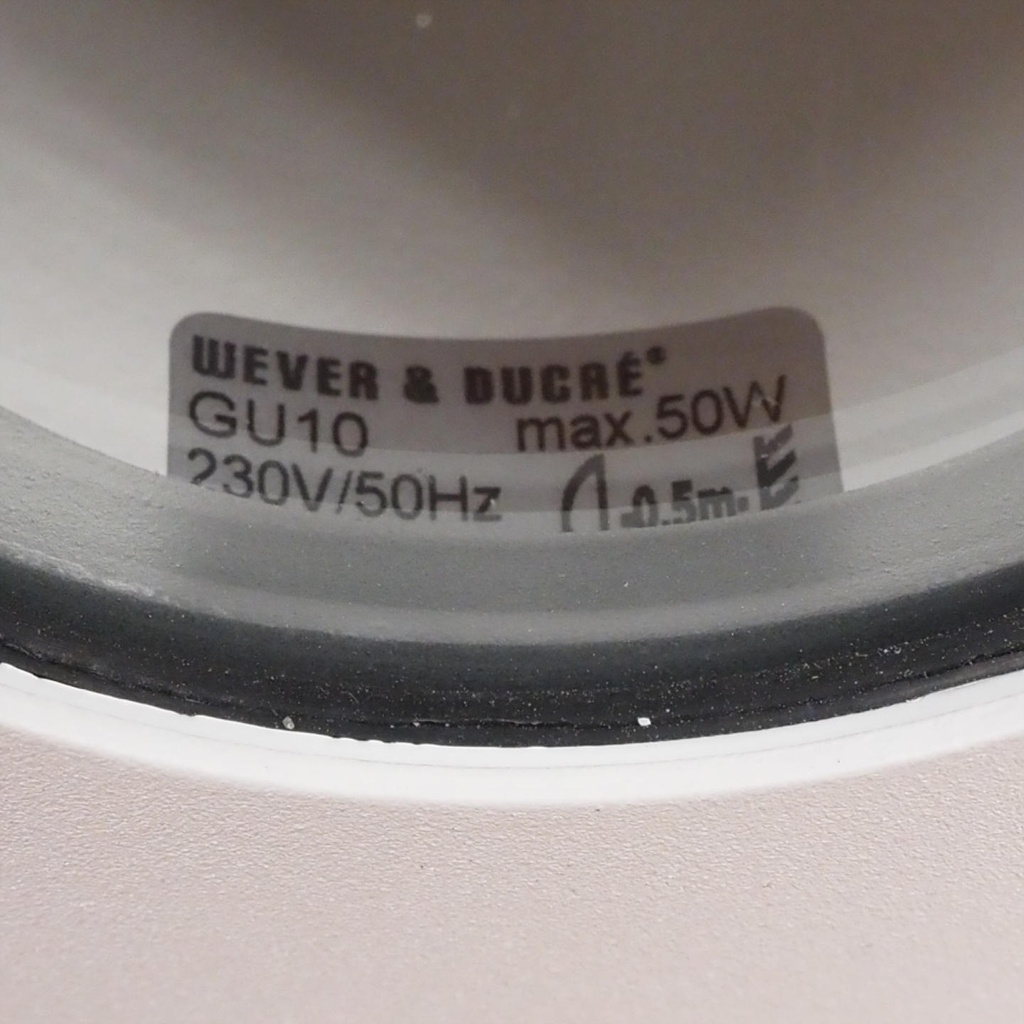 WEVER & DUCRÉ®
GU10 max.50W
230V/50Hz -0.5m-